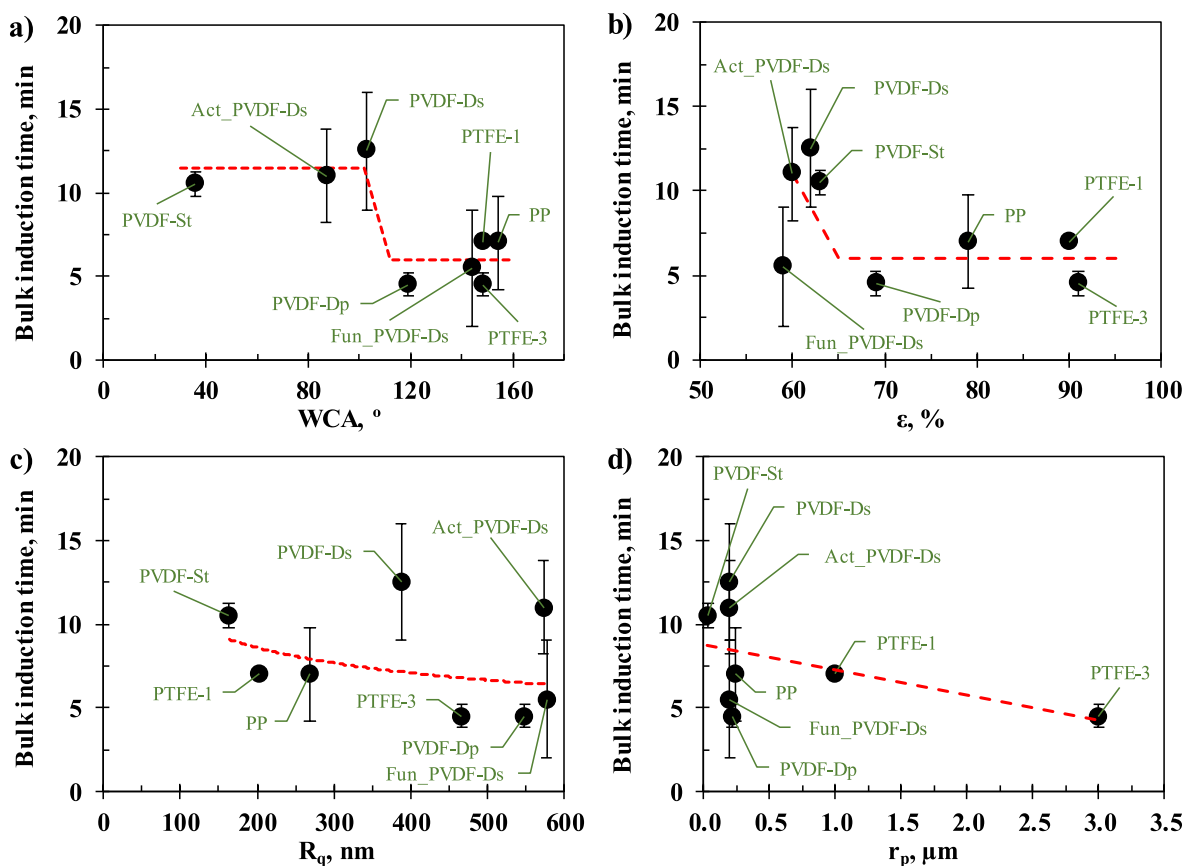 a)
Bulk induction time, min
20
15
10
5
0
Act_PVDF-Ds
PVDF-Ds
PTFE-1
PP
PVDF-St
PVDF-Dp
Fun_PVDF-Ds
PTFE-3
0 40 80 120 160
WCA, °
b)
Bulk induction time, min
20
15
10
5
0
Act_PVDF-Ds
PVDF-Ds
PVDF-St
PTFE-1
PP
PVDF-Dp
Fun_PVDF-Ds
PTFE-3
50 60 70 80 90 100
ε, %
c)
Bulk induction time, min
20
15
10
5
0
Act_PVDF-Ds
PVDF-Ds
PVDF-St
PTFE-1
PP
PTFE-3
PVDF-Dp
Fun_PVDF-Ds
0 100 200 300 400 500 600
Rq, nm
d)
Bulk induction time, min
20
15
10
5
0
PVDF-St
PVDF-Ds
Act_PVDF-Ds
PTFE-1
PTFE-3
PP
Fun_PVDF-Ds
PVDF-Dp
0.0 0.5 1.0 1.5 2.0 2.5 3.0 3.5
rp, μm